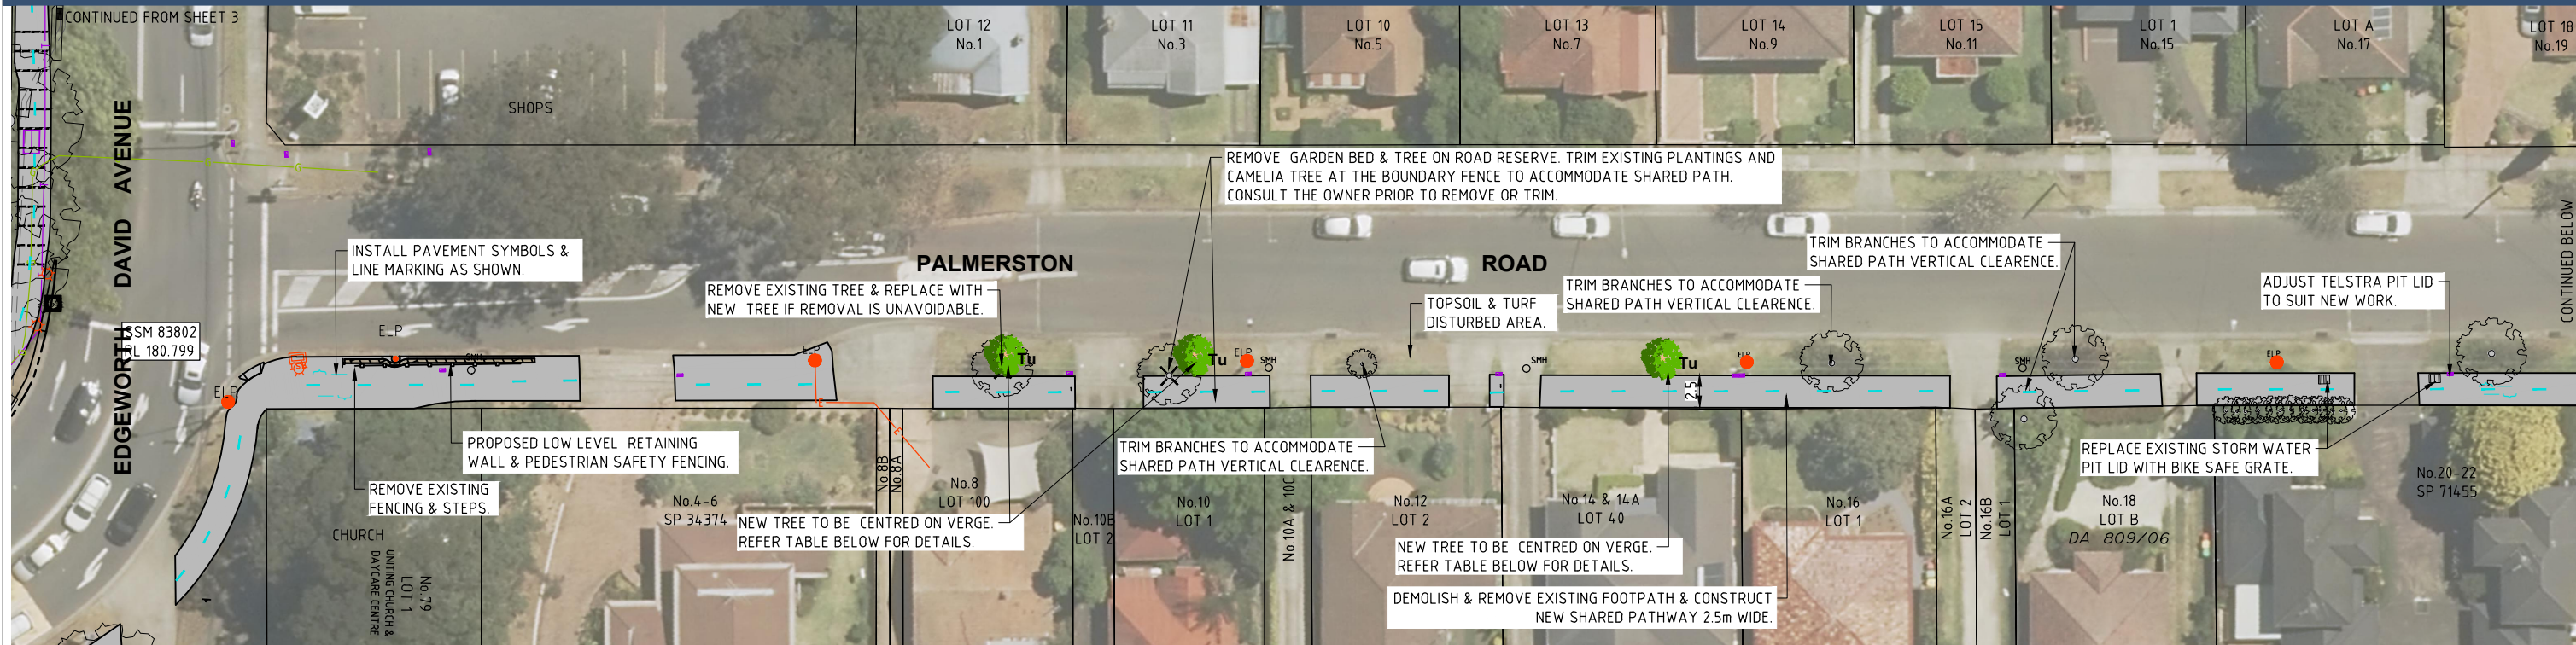 CONTINUED FROM SHEET 3
LOT 12
No.1
LOT 11
No.3
LOT 10
No.5
LOT 13
No.7
LOT 14
No.9
LOT 15
No.11
LOT 1
No.15
LOT A
No.17
LOT 18
No.19
SHOPS
EDGEWORTH DAVID AVENUE
G
G
REMOVE GARDEN BED & TREE ON ROAD RESERVE. TRIM EXISTING PLANTINGS AND
CAMELIA TREE AT THE BOUNDARY FENCE TO ACCOMMODATE SHARED PATH.
CONSULT THE OWNER PRIOR TO REMOVE OR TRIM.
INSTALL PAVEMENT SYMBOLS &
LINE MARKING AS SHOWN.
PALMERSTON ROAD
TRIM BRANCHES TO ACCOMMODATE
SHARED PATH VERTICAL CLEARENCE.
CONTINUED BELOW
REMOVE EXISTING TREE & REPLACE WITH
NEW TREE IF REMOVAL IS UNAVOIDABLE.
TOPSOIL & TURF
DISTURBED AREA.
TRIM BRANCHES TO ACCOMMODATE
SHARED PATH VERTICAL CLEARENCE.
ADJUST TELSTRA PIT LID
TO SUIT NEW WORK.
SSM 83802
RL 180.799
ELP
ELP
SMH
ELP
Tu
Tu
ELP
SMH
SMH
Tu
ELP
SMH
ELP
2.5
E
E
PROPOSED LOW LEVEL RETAINING
WALL & PEDESTRIAN SAFETY FENCING.
REMOVE EXISTING
FENCING & STEPS.
TRIM BRANCHES TO ACCOMMODATE
SHARED PATH VERTICAL CLEARENCE.
REPLACE EXISTING STORM WATER
PIT LID WITH BIKE SAFE GRATE.
CHURCH
No.79
LOT 1
UNITING CHURCH &
DAYCARE CENTRE
No.4-6
SP 34374
No.8B
No.8A
No.8
LOT 100
NEW TREE TO BE CENTRED ON VERGE.
REFER TABLE BELOW FOR DETAILS.
No.10B
LOT 2
No.10
LOT 1
No.10A & 10C
No.12
LOT 2
No.14 & 14A
LOT 40
NEW TREE TO BE CENTRED ON VERGE.
REFER TABLE BELOW FOR DETAILS.
DEMOLISH & REMOVE EXISTING FOOTPATH & CONSTRUCT
NEW SHARED PATHWAY 2.5m WIDE.
No.16
LOT 1
No.16A
LOT 2
No.16B
LOT 1
No.18
LOT B
DA 809/06
No.20-22
SP 71455